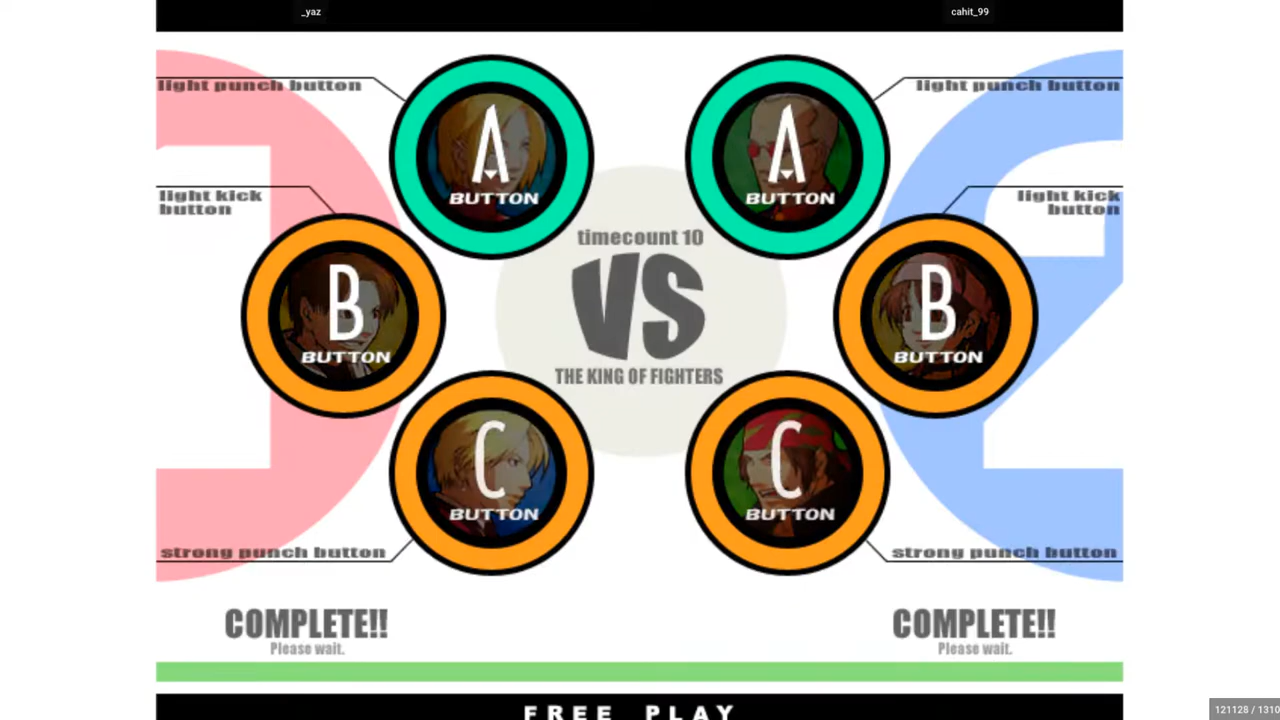 _yaz
cahit_99
light punch button
light punch button
A
BUTTON
A
BUTTON
light kick
button
light kick
button
timecount 10
VS
THE KING OF FIGHTERS
B
BUTTON
B
BUTTON
C
BUTTON
C
BUTTON
strong punch button
strong punch button
COMPLETE!!
Please wait.
COMPLETE!!
Please wait.
FREE PLAY
121128 / 1310